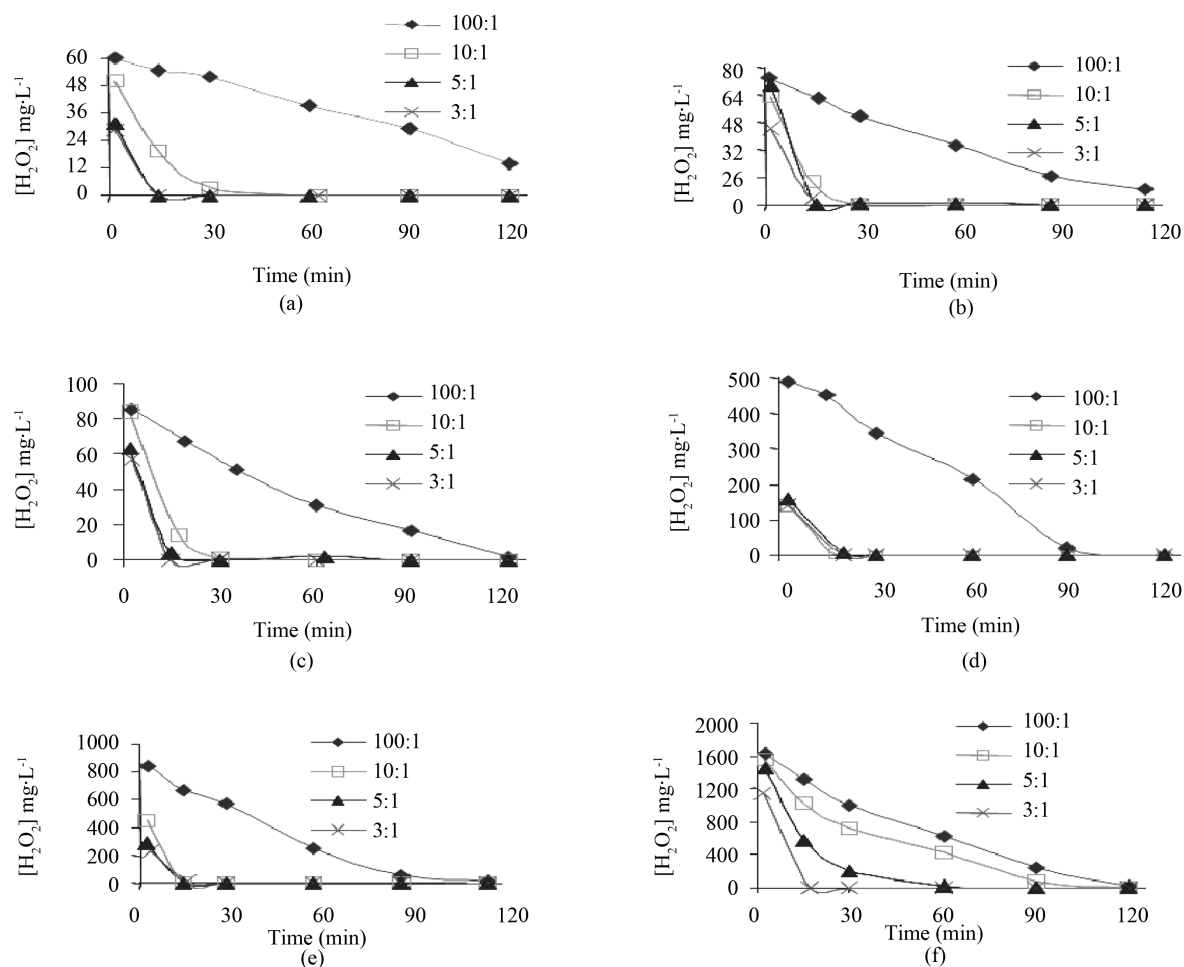 100:1
10:1
5:1
3:1
60
48
36
24
12
0
[H₂O₂] mg·L⁻¹
0 30 60 90 120
Time (min)
(a)
100:1
10:1
5:1
3:1
80
64
48
32
26
0
[H₂O₂] mg·L⁻¹
0 30 60 90 120
Time (min)
(b)
100:1
10:1
5:1
3:1
100
80
60
40
20
0
[H₂O₂] mg·L⁻¹
0 30 60 90 120
Time (min)
(c)
100:1
10:1
5:1
3:1
500
400
300
200
100
0
[H₂O₂] mg·L⁻¹
0 30 60 90 120
Time (min)
(d)
100:1
10:1
5:1
3:1
1000
800
600
400
200
0
[H₂O₂] mg·L⁻¹
0 30 60 90 120
Time (min)
(e)
100:1
10:1
5:1
3:1
2000
1600
1200
800
400
0
[H₂O₂] mg·L⁻¹
0 30 60 90 120
Time (min)
(f)